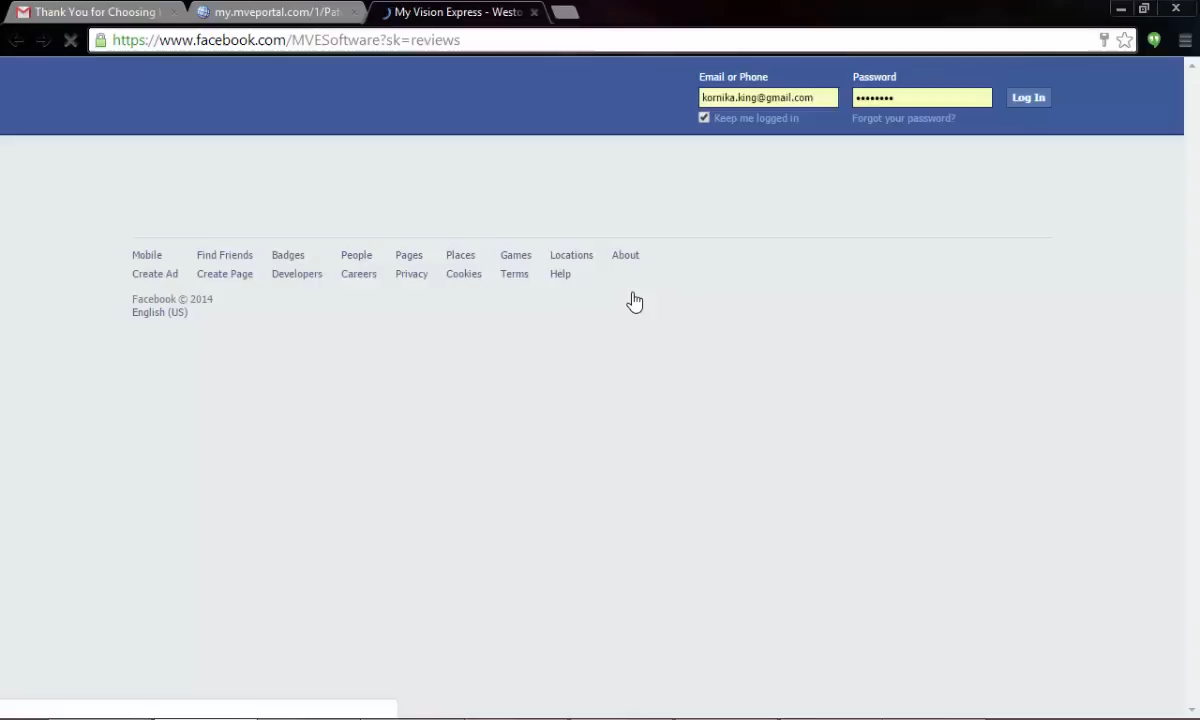 Thank You for Choosing
my.mveportal.com/1/Pat
My Vision Express - Westo
https://www.facebook.com/MVESoftware?sk=reviews
Email or Phone Password
kornika.king@gmail.com •••••••• Log In
Keep me logged in Forgot your password?
Mobile Find Friends Badges People Pages Places Games Locations About
Create Ad Create Page Developers Careers Privacy Cookies Terms Help
Facebook © 2014
English (US)